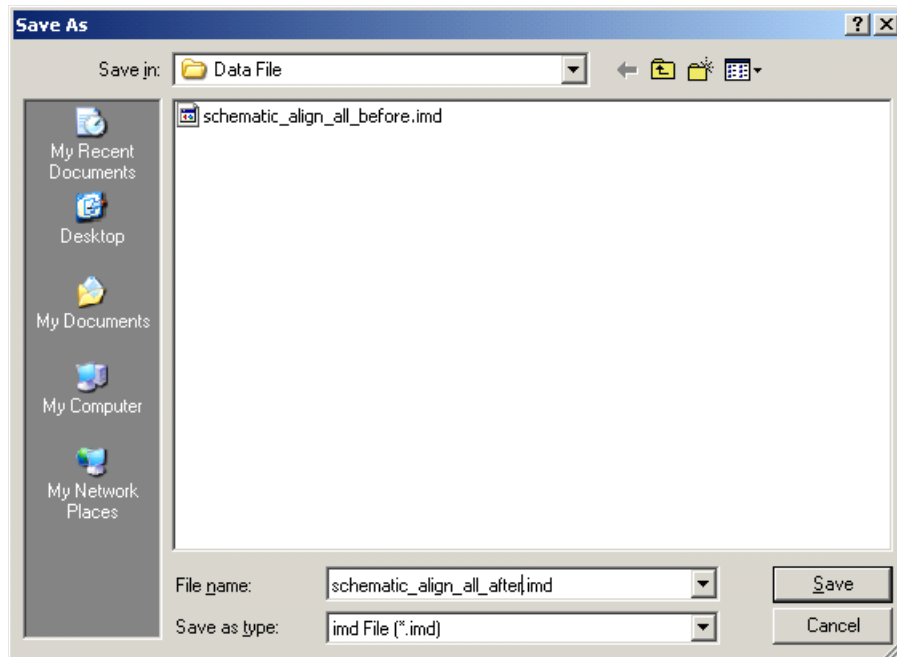 Save As
Save in: Data File
schematic_align_all_before.imd
My Recent
Documents
Desktop
My Documents
My Computer
My Network
Places
File name: schematic_align_all_after.imd Save
Save as type: imd File (*.imd) Cancel